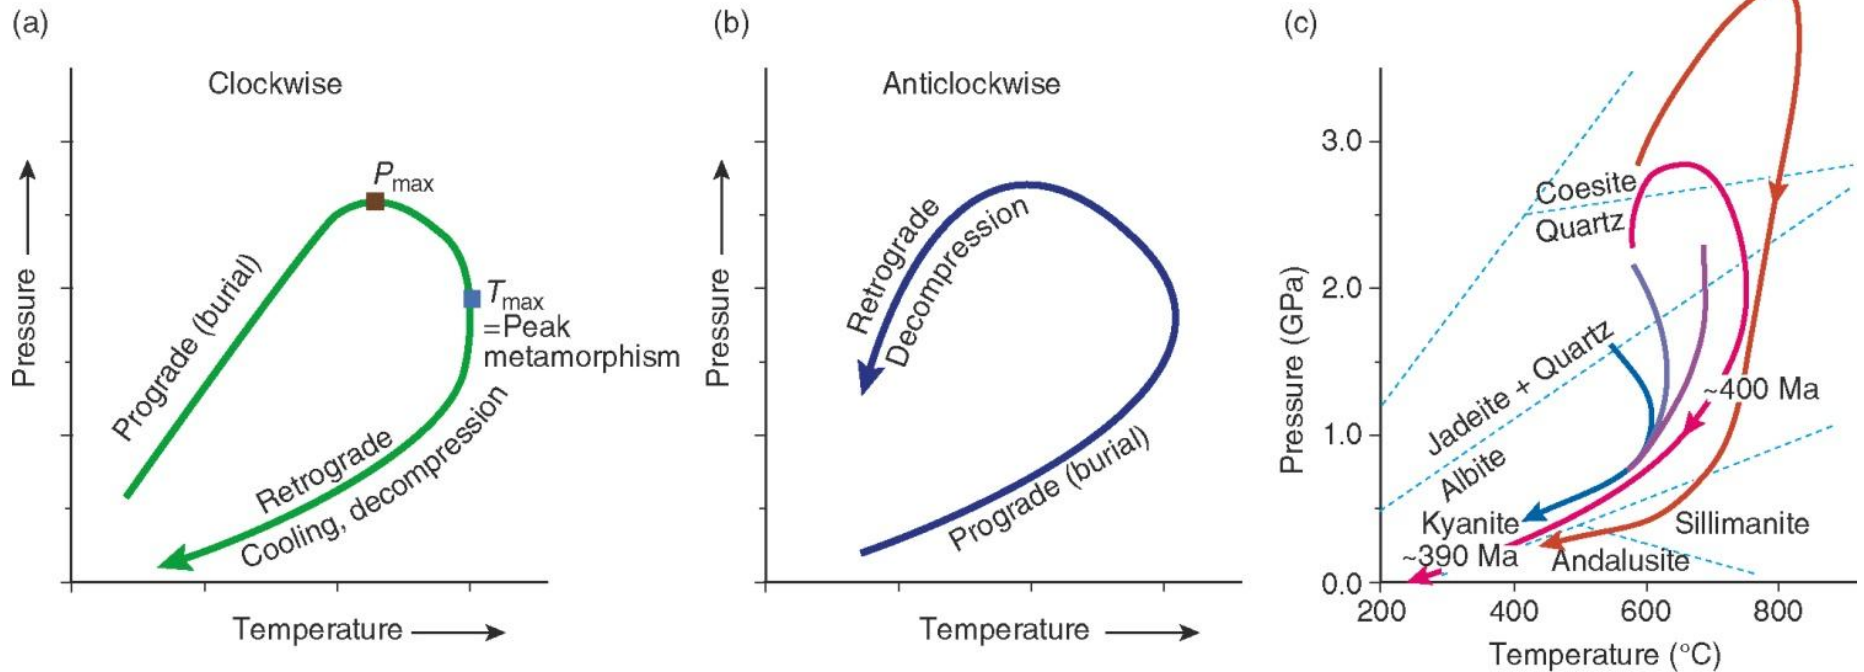 (a)
Clockwise
Pmax
Tmax
=Peak
metamorphism
Prograde (burial)
Retrograde
Cooling, decompression
Pressure
Temperature
(b)
Anticlockwise
Retrograde
Decompression
Prograde (burial)
Pressure
Temperature
(c)
3.0
2.0
1.0
0.0
Pressure (GPa)
Coesite
Quartz
Jadeite + Quartz
Albite
~400 Ma
Kyanite
Sillimanite
~390 Ma
Andalusite
200
400
600
800
Temperature (°C)